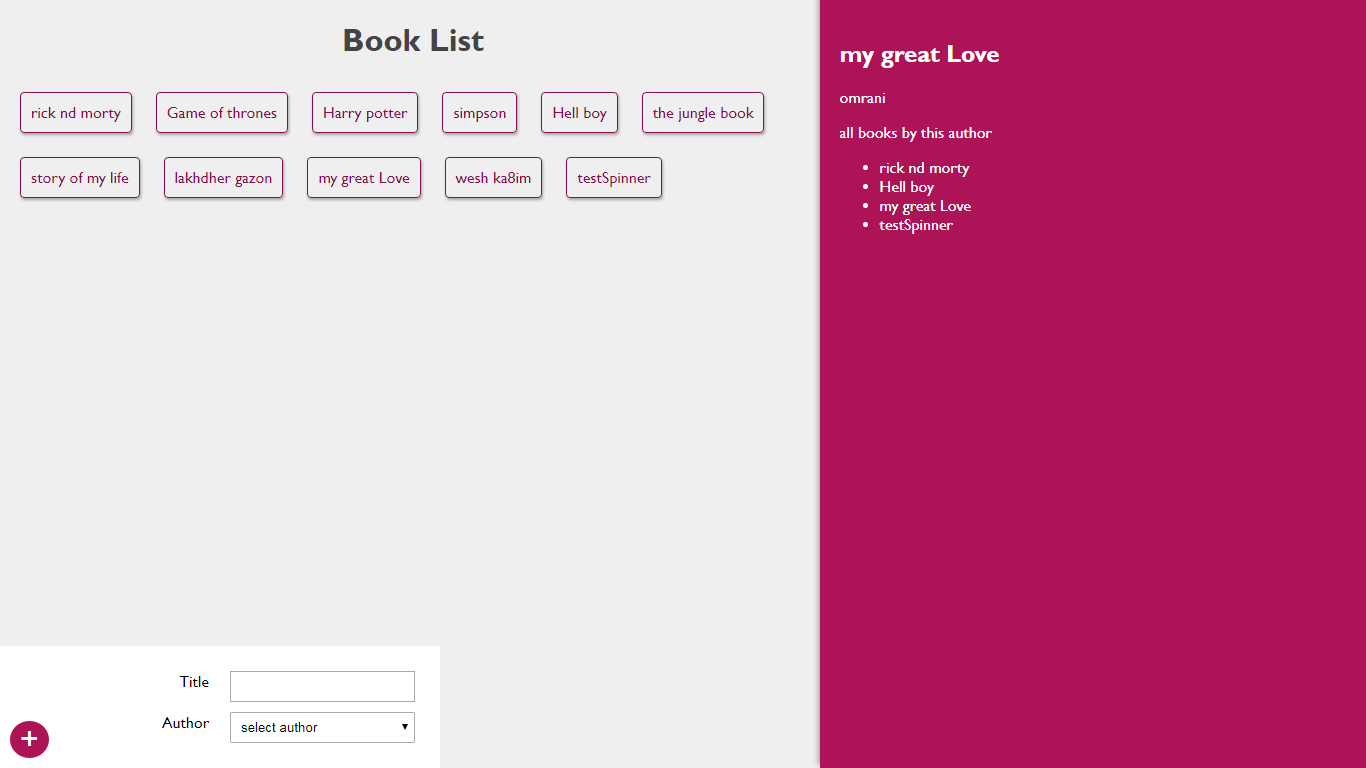 Book List
rick nd morty Game of thrones Harry potter simpson Hell boy the jungle book
story of my life lakhdher gazon my great Love wesh ka8im testSpinner
my great Love
omrani
all books by this author
• rick nd morty
• Hell boy
• my great Love
• testSpinner
Title
Author select author
+